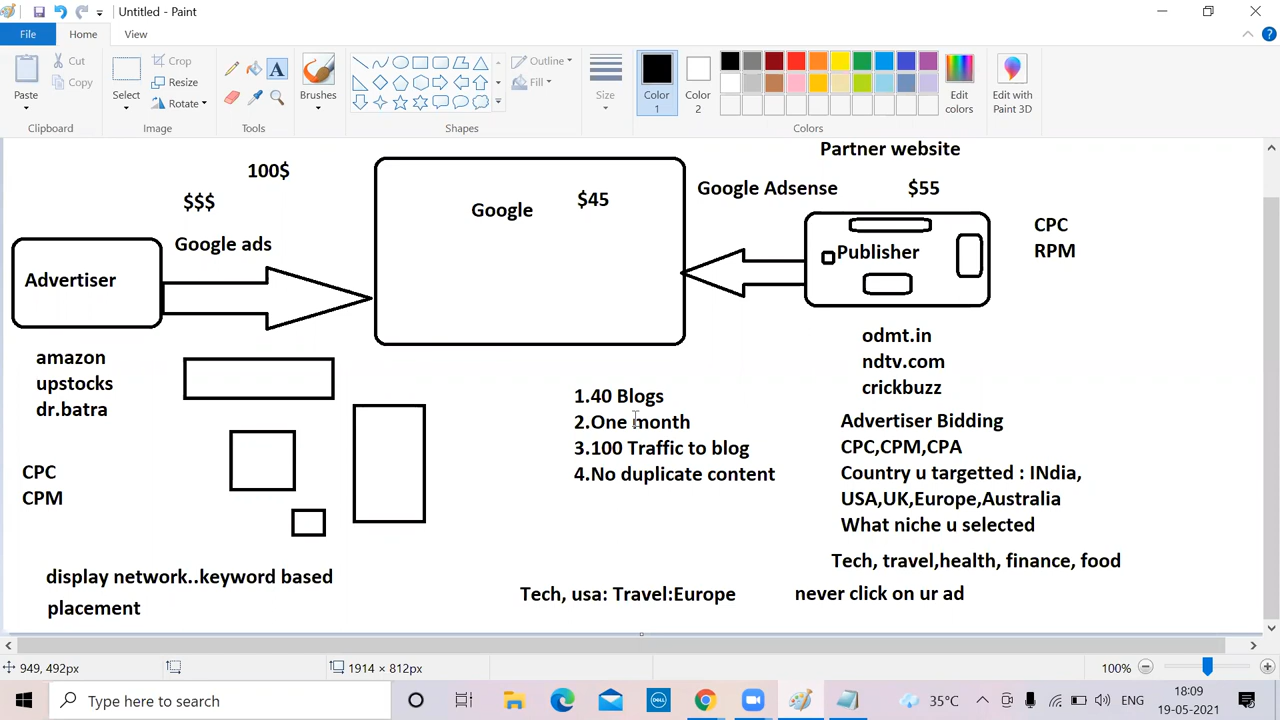 Untitled - Paint
File
Home
View
Paste
Cut
Copy
Clipboard
Select
Crop
Resize
Rotate
Image
A
Tools
Brushes
Outline
Fill
Shapes
Size
Color 1
Color 2
Edit colors
Colors
Edit with Paint 3D
Partner website
100$
$$$
Google ads
Advertiser
Google
$45
Google Adsense
$55
Publisher
CPC
RPM
amazon
upstocks
dr.batra
CPC
CPM
1.40 Blogs
2.One month
3.100 Traffic to blog
4.No duplicate content
odmt.in
ndtv.com
crickbuzz
Advertiser Bidding
CPC,CPM,CPA
Country u targetted : INdia,
USA,UK,Europe,Australia
What niche u selected
Tech, travel,health, finance, food
display network..keyword based
placement
Tech, usa: Travel:Europe
never click on ur ad
949, 492px
1914 × 812px
100%
Type here to search
DELL
35°C
18:09
19-05-2021